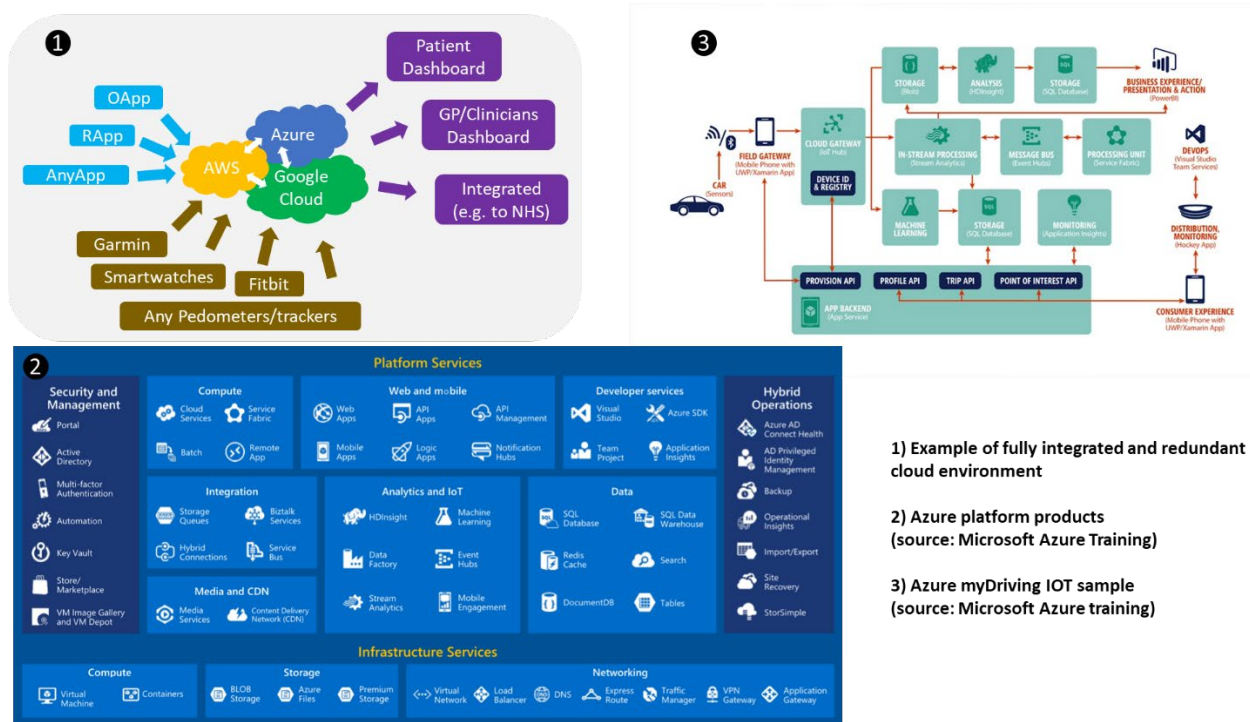 1
OApp
RApp
AnyApp
AWS
Azure
Google
Cloud
Patient
Dashboard
GP/Clinicians
Dashboard
Integrated
(e.g. to NHS)
Garmin
Smartwatches
Fitbit
Any Pedometers/trackers
3
STORAGE
(Blob)
ANALYSIS
(HDInsight)
STORAGE
(SQL Database)
BUSINESS EXPERIENCE/
PRESENTATION & ACTION
(PowerBI)
FIELD GATEWAY
(Mobile Phone with
UWP/Xamarin App)
CLOUD GATEWAY
(IoT Hub)
IN-STREAM PROCESSING
(Stream Analytics)
MESSAGE BUS
(Event Hubs)
PROCESSING UNIT
(Service Fabric)
DEVOPS
(Visual Studio
Team Services)
CAR
(Sensors)
DEVICE ID
& REGISTRY
MACHINE
LEARNING
STORAGE
(SQL Database)
MONITORING
(Application Insights)
DISTRIBUTION,
MONITORING
(Hockey App)
PROVISION API
PROFILE API
TRIP API
POINT OF INTEREST API
APP BACKEND
(App Service)
CONSUMER EXPERIENCE
(Mobile Phone with
UWP/Xamarin App)
2
Platform Services
Security and
Management
Portal
Active
Directory
Multi-factor
Authentication
Automation
Key Vault
Store/
Marketplace
VM Image Gallery
and VM Depot
Compute
Cloud
Services
Service
Fabric
Batch
Remote
App
Web and mobile
Web
Apps
API
Apps
API
Management
Mobile
Apps
Logic
Apps
Notification
Hubs
Developer services
Visual
Studio
Azure SDK
Team
Project
Application
Insights
Hybrid
Operations
Azure AD
Connect Health
AD Privileged
Identity
Management
Backup
Operational
Insights
Import/Export
Site
Recovery
StorSimple
Integration
Storage
Queues
Biztalk
Services
Hybrid
Connections
Service
Bus
Analytics and IoT
HDInsight
Machine
Learning
Data
Factory
Event
Hubs
Stream
Analytics
Mobile
Engagement
Data
SQL
Database
SQL Data
Warehouse
Redis
Cache
Search
DocumentDB
Tables
Media and CDN
Media
Services
Content Delivery
Network (CDN)
Infrastructure Services
Compute
Virtual
Machine
Containers
Storage
BLOB
Storage
Azure
Files
Premium
Storage
Networking
Virtual
Network
Load
Balancer
DNS
Express
Route
Traffic
Manager
VPN
Gateway
Application
Gateway
1) Example of fully integrated and redundant
cloud environment
2) Azure platform products
(source: Microsoft Azure Training)
3) Azure myDriving IOT sample
(source: Microsoft Azure training)